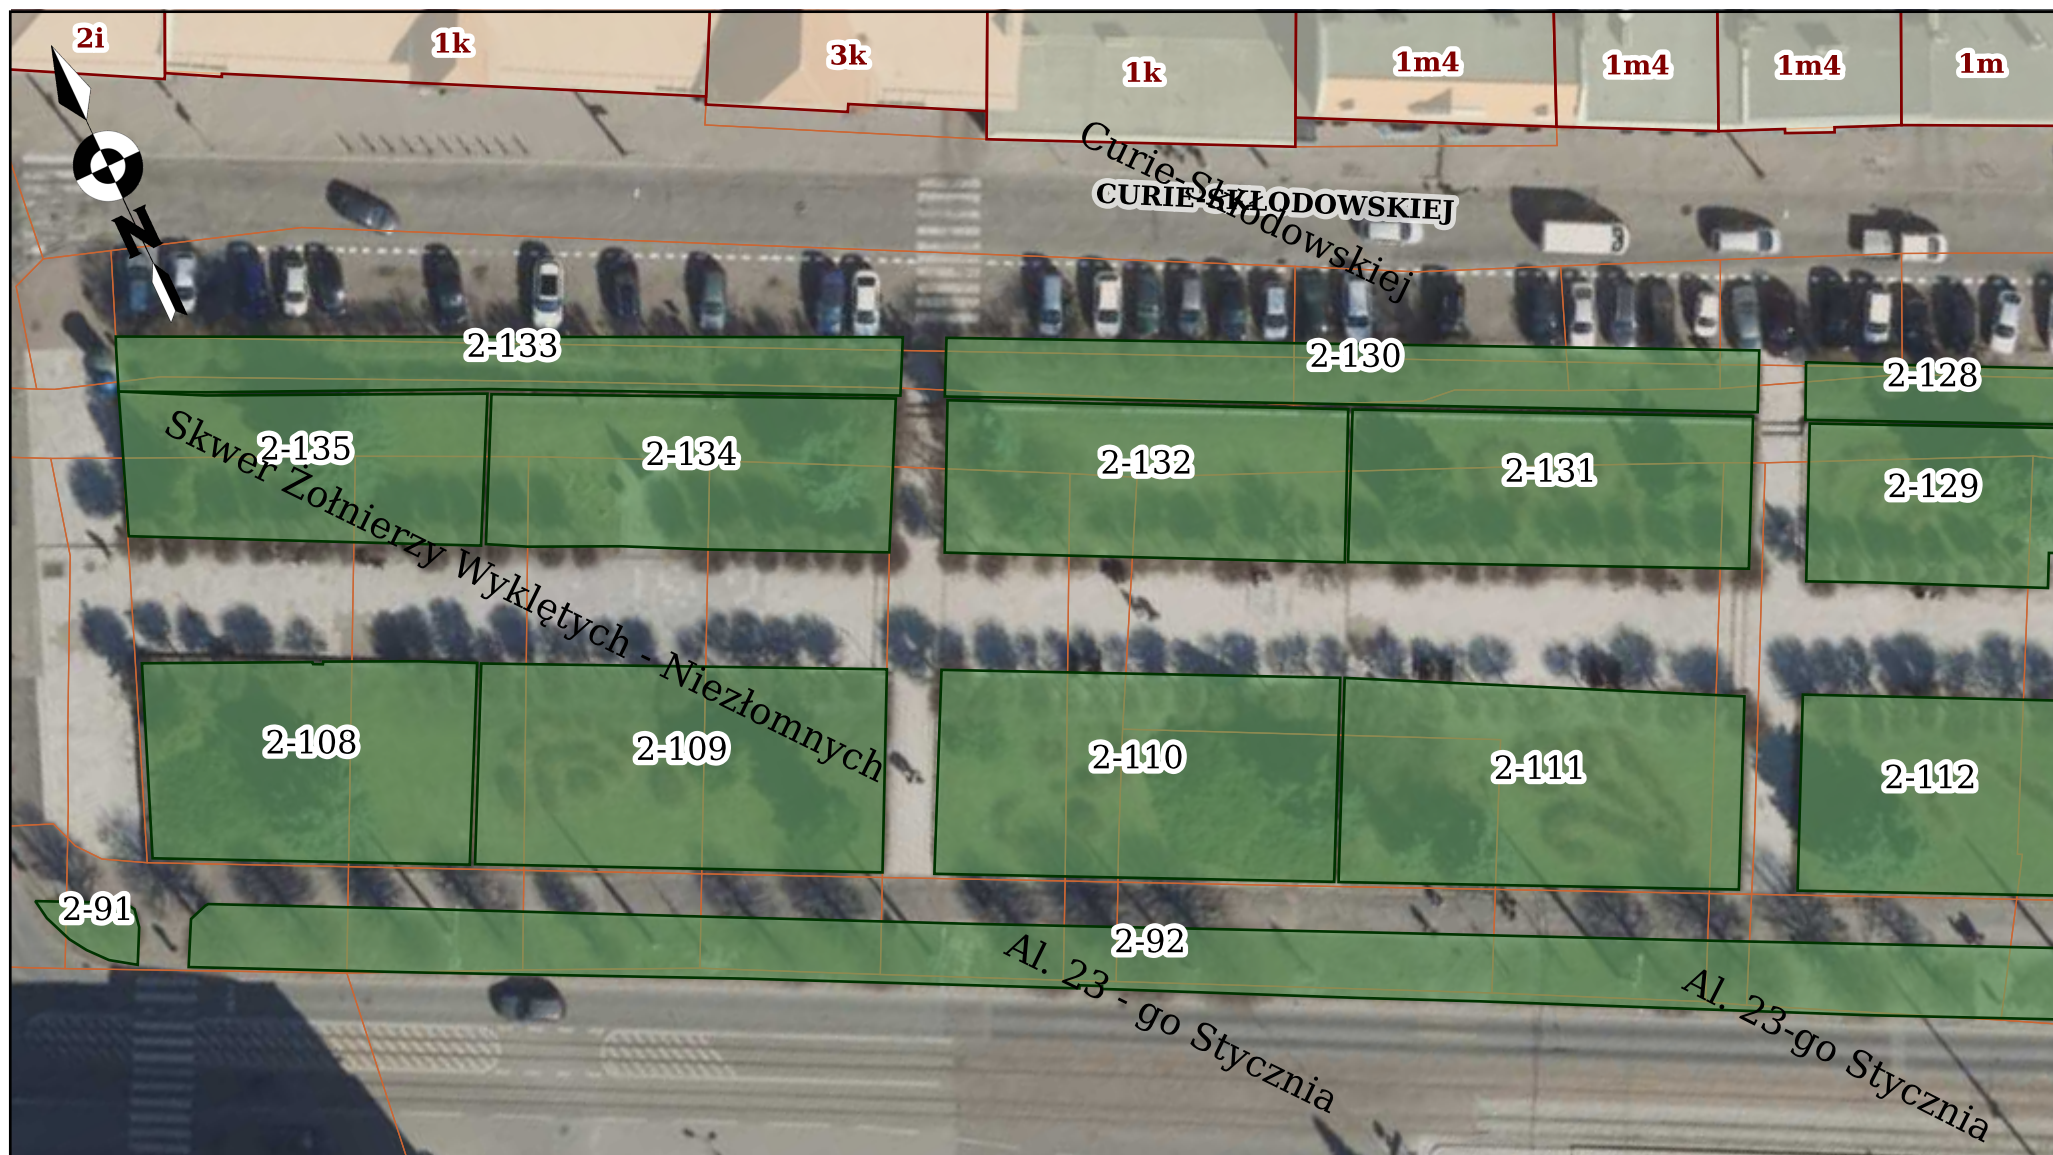 2i
1k
3k
1k
1m4
1m4
1m4
1m
N
Curie-Skłodowskiej
CURIE-SKŁODOWSKIEJ
2-133
2-130
2-128
2-135
2-134
2-132
2-131
2-129
Skwer Żołnierzy Wyklętych - Niezłomnych
2-108
2-109
2-110
2-111
2-112
2-91
2-92
Al. 23 - go Stycznia
Al. 23-go Stycznia